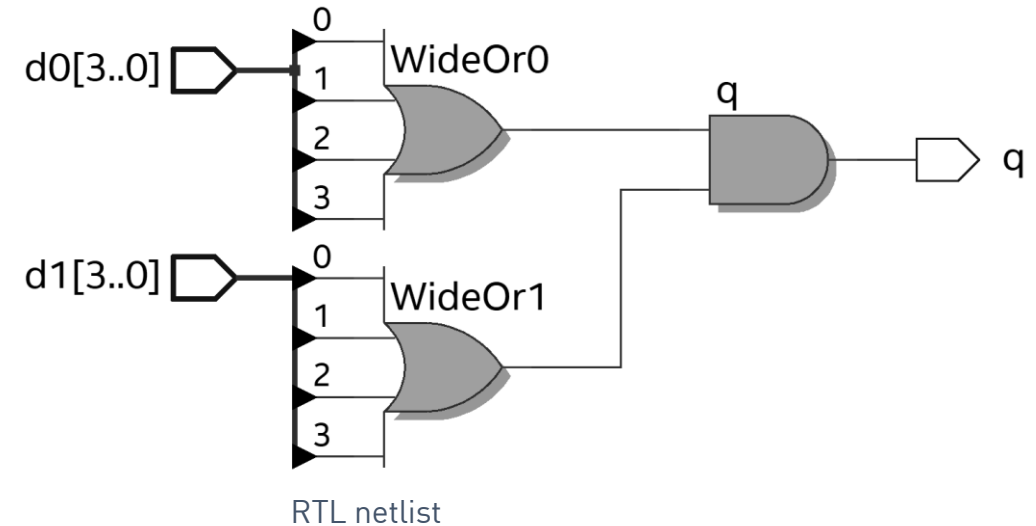 0
WideOr0
d0[3..0]
1
2
3
q
q
d1[3..0]
0
WideOr1
1
2
3
RTL netlist